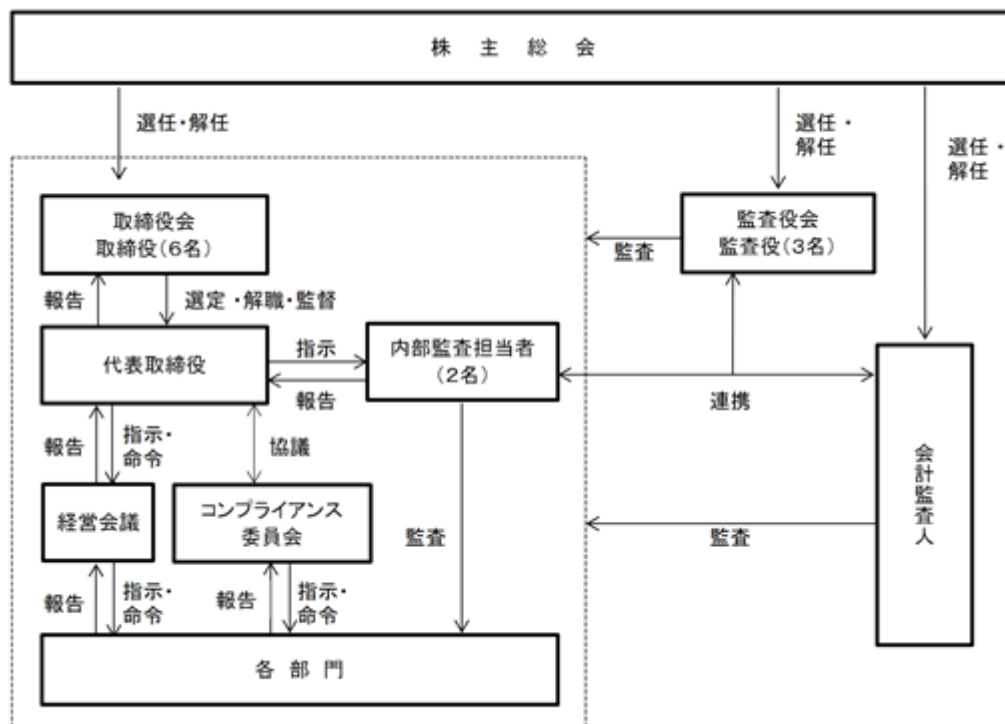 株主総会
選任・解任
選任・
解任
選任・
解任
取締役会
取締役(6名)
監査役会
監査役(3名)
監査
報告
選定・解職・監督
代表取締役
指示
報告
内部監査担当者
(2名)
連携
報告
指示・
命令
協議
経営会議
コンプライアンス
委員会
監査
監査
会計監査人
報告
指示・
命令
報告
指示・
命令
各部門